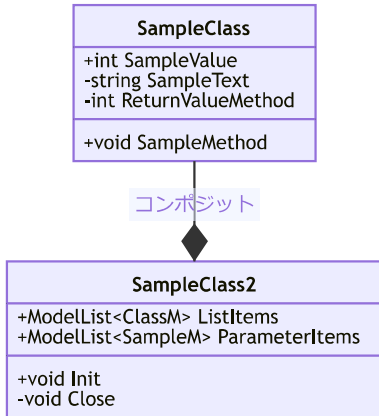 SampleClass
+int SampleValue
-string SampleText
-int ReturnValueMethod
+void SampleMethod
コンポジット
SampleClass2
+ModelList<ClassM> ListItems
+ModelList<SampleM> ParameterItems
+void Init
-void Close